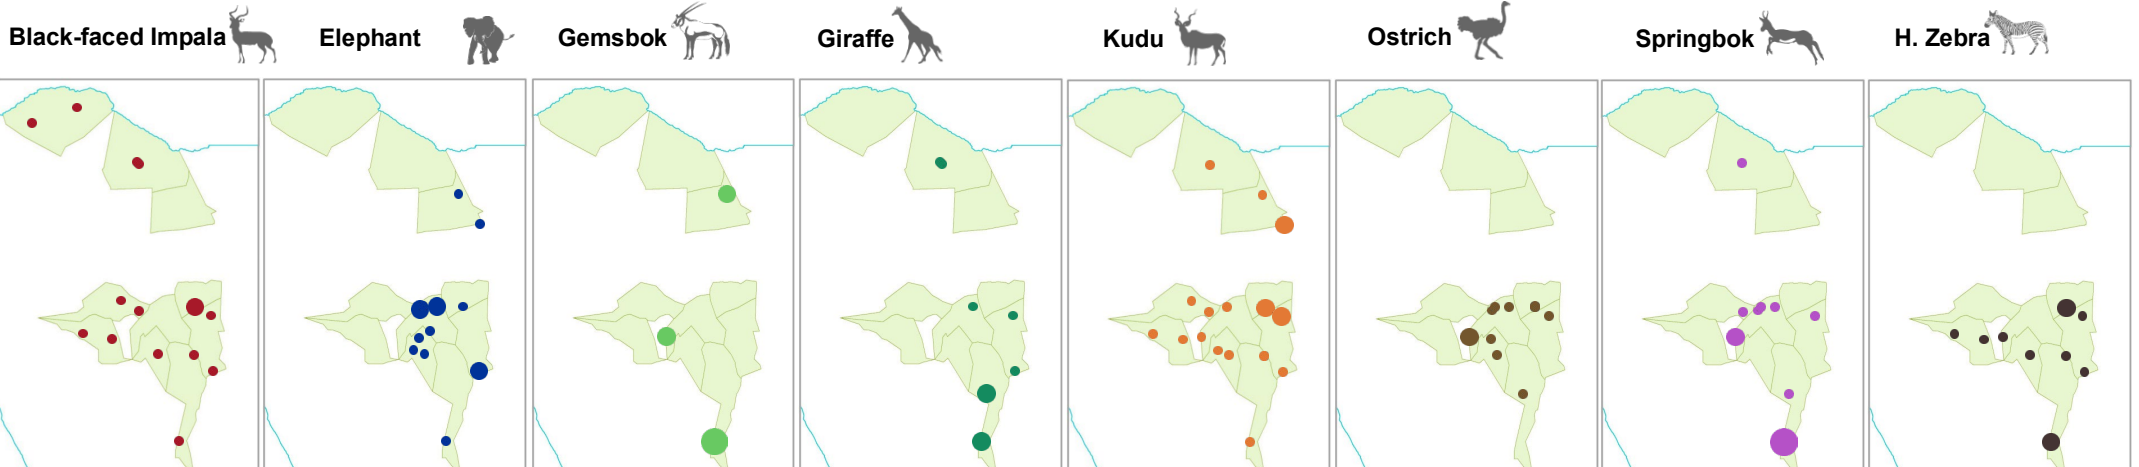 Black-faced Impala
Elephant
Gemsbok
Giraffe
Kudu
Ostrich
Springbok
H. Zebra